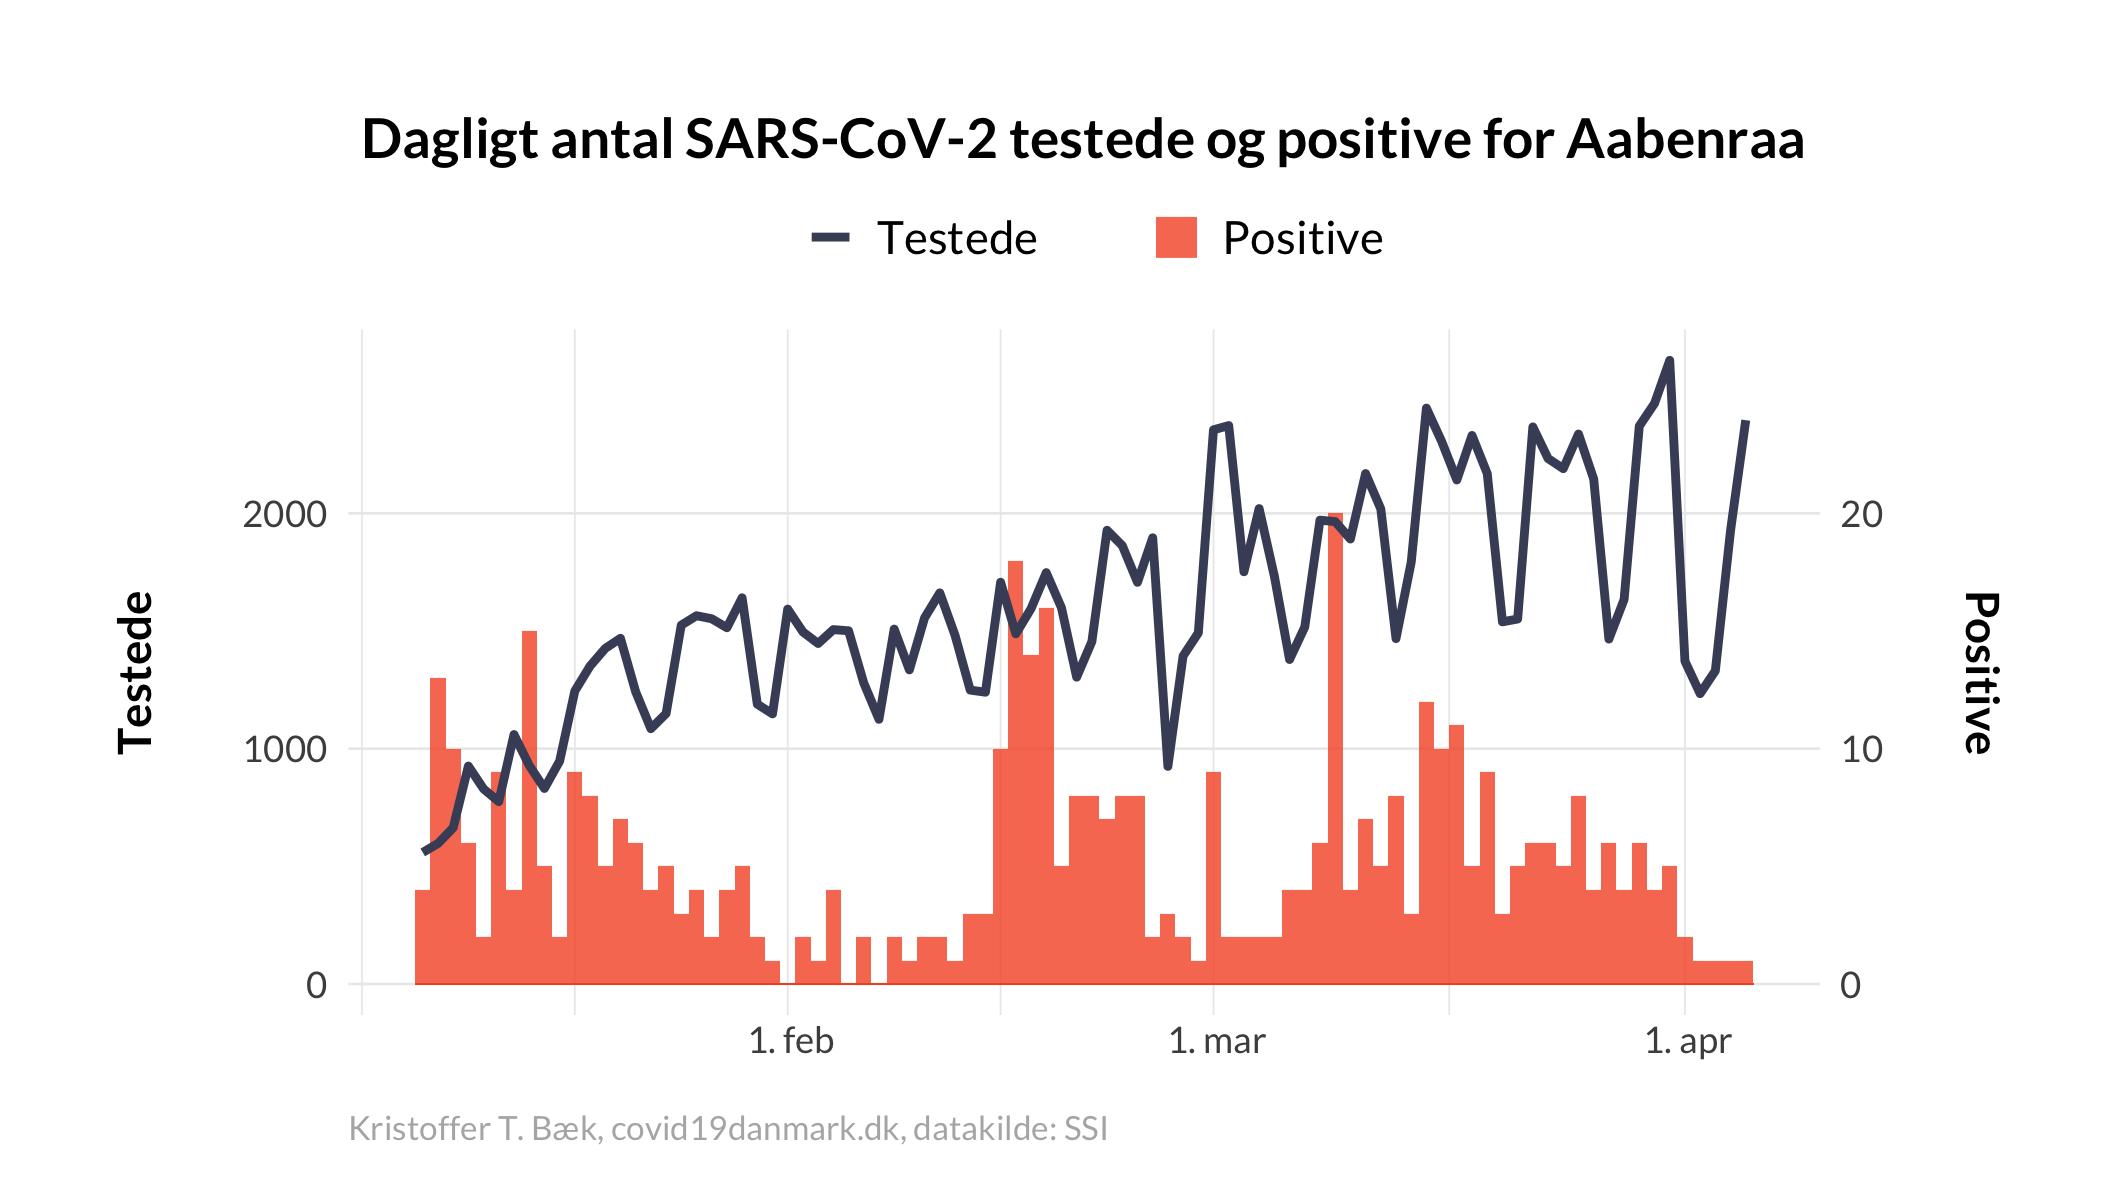 Dagligt antal SARS-CoV-2 testede og positive for Aabenraa
Testede Positive
2000 20
1000 10
0 0
Testede
Positive
1. feb 1. mar 1. apr
Kristoffer T. Bæk, covid19danmark.dk, datakilde: SSI